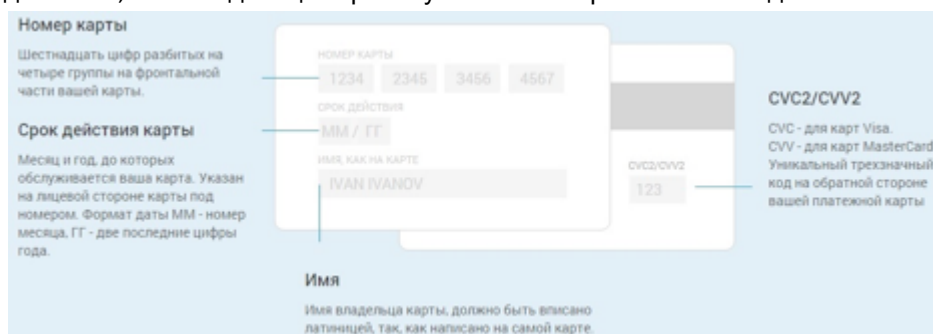 Номер карты
Шестнадцать цифр разбитых на
четыре группы на фронтальной
части вашей карты.
Срок действия карты
Месяц и год, до которых
обслуживается ваша карта. Указан
на лицевой стороне карты под
номером. Формат даты ММ - номер
месяца, ГГ - две последние цифры
года.
НОМЕР КАРТЫ
1234 2345 3456 4567
СРОК ДЕЙСТВИЯ
ММ / ГГ
ИМЯ, КАК НА КАРТЕ
IVAN IVANOV
CVC2/CVV2
123
CVC2/CVV2
CVC - для карт Visa.
CVV - для карт MasterCard
Уникальный трехзначный
код на обратной стороне
вашей платежной карты
Имя
Имя владельца карты, должно быть вписано
латиницей, так, как написано на самой карте.